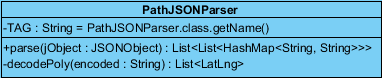 PathJSONParser
-TAG : String = PathJSONParser.class.getName()
+parse(jObject : JSONObject) : List<List<HashMap<String, String>>>
-decodePoly(encoded : String) : List<LatLng>